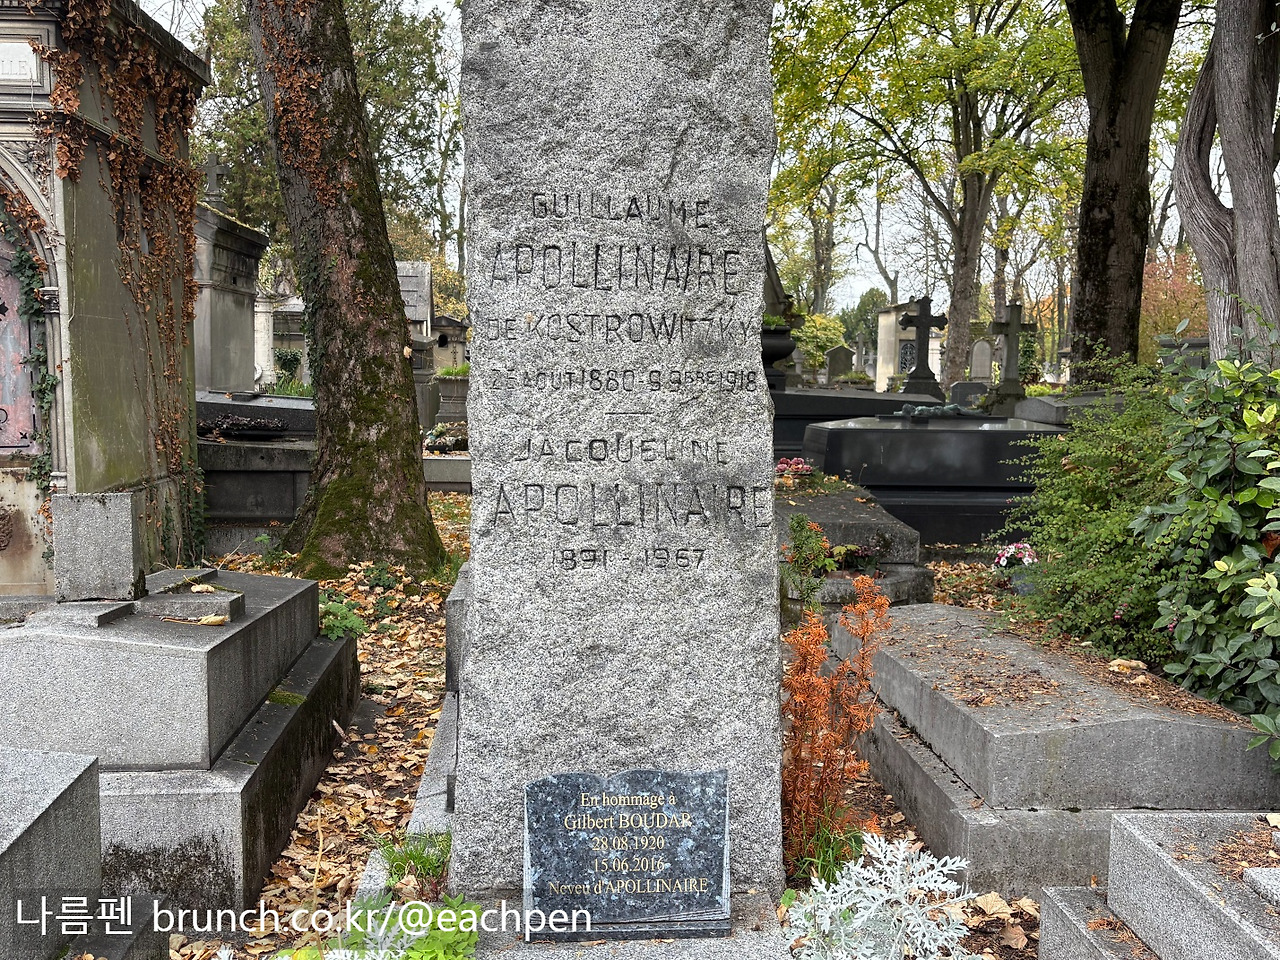 GUILLAUME
APOLLINAIRE
DE KOSTROWITZKY
26 AOUT 1880 - 9 9BRE 1918
JACQUELINE
APOLLINAIRE
1891 - 1967
En hommage à
Gilbert BOUDAR
28.08.1920
15.06.2016
Neveu d'APOLLINAIRE
나름펜 brunch.co.kr/@eachpen